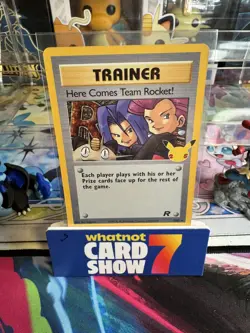 TRAINER
Here Comes Team Rocket!
Each player plays with his or her
Prize cards face up for the rest of
the game.
R
whatnot
CARD 7
SHOW